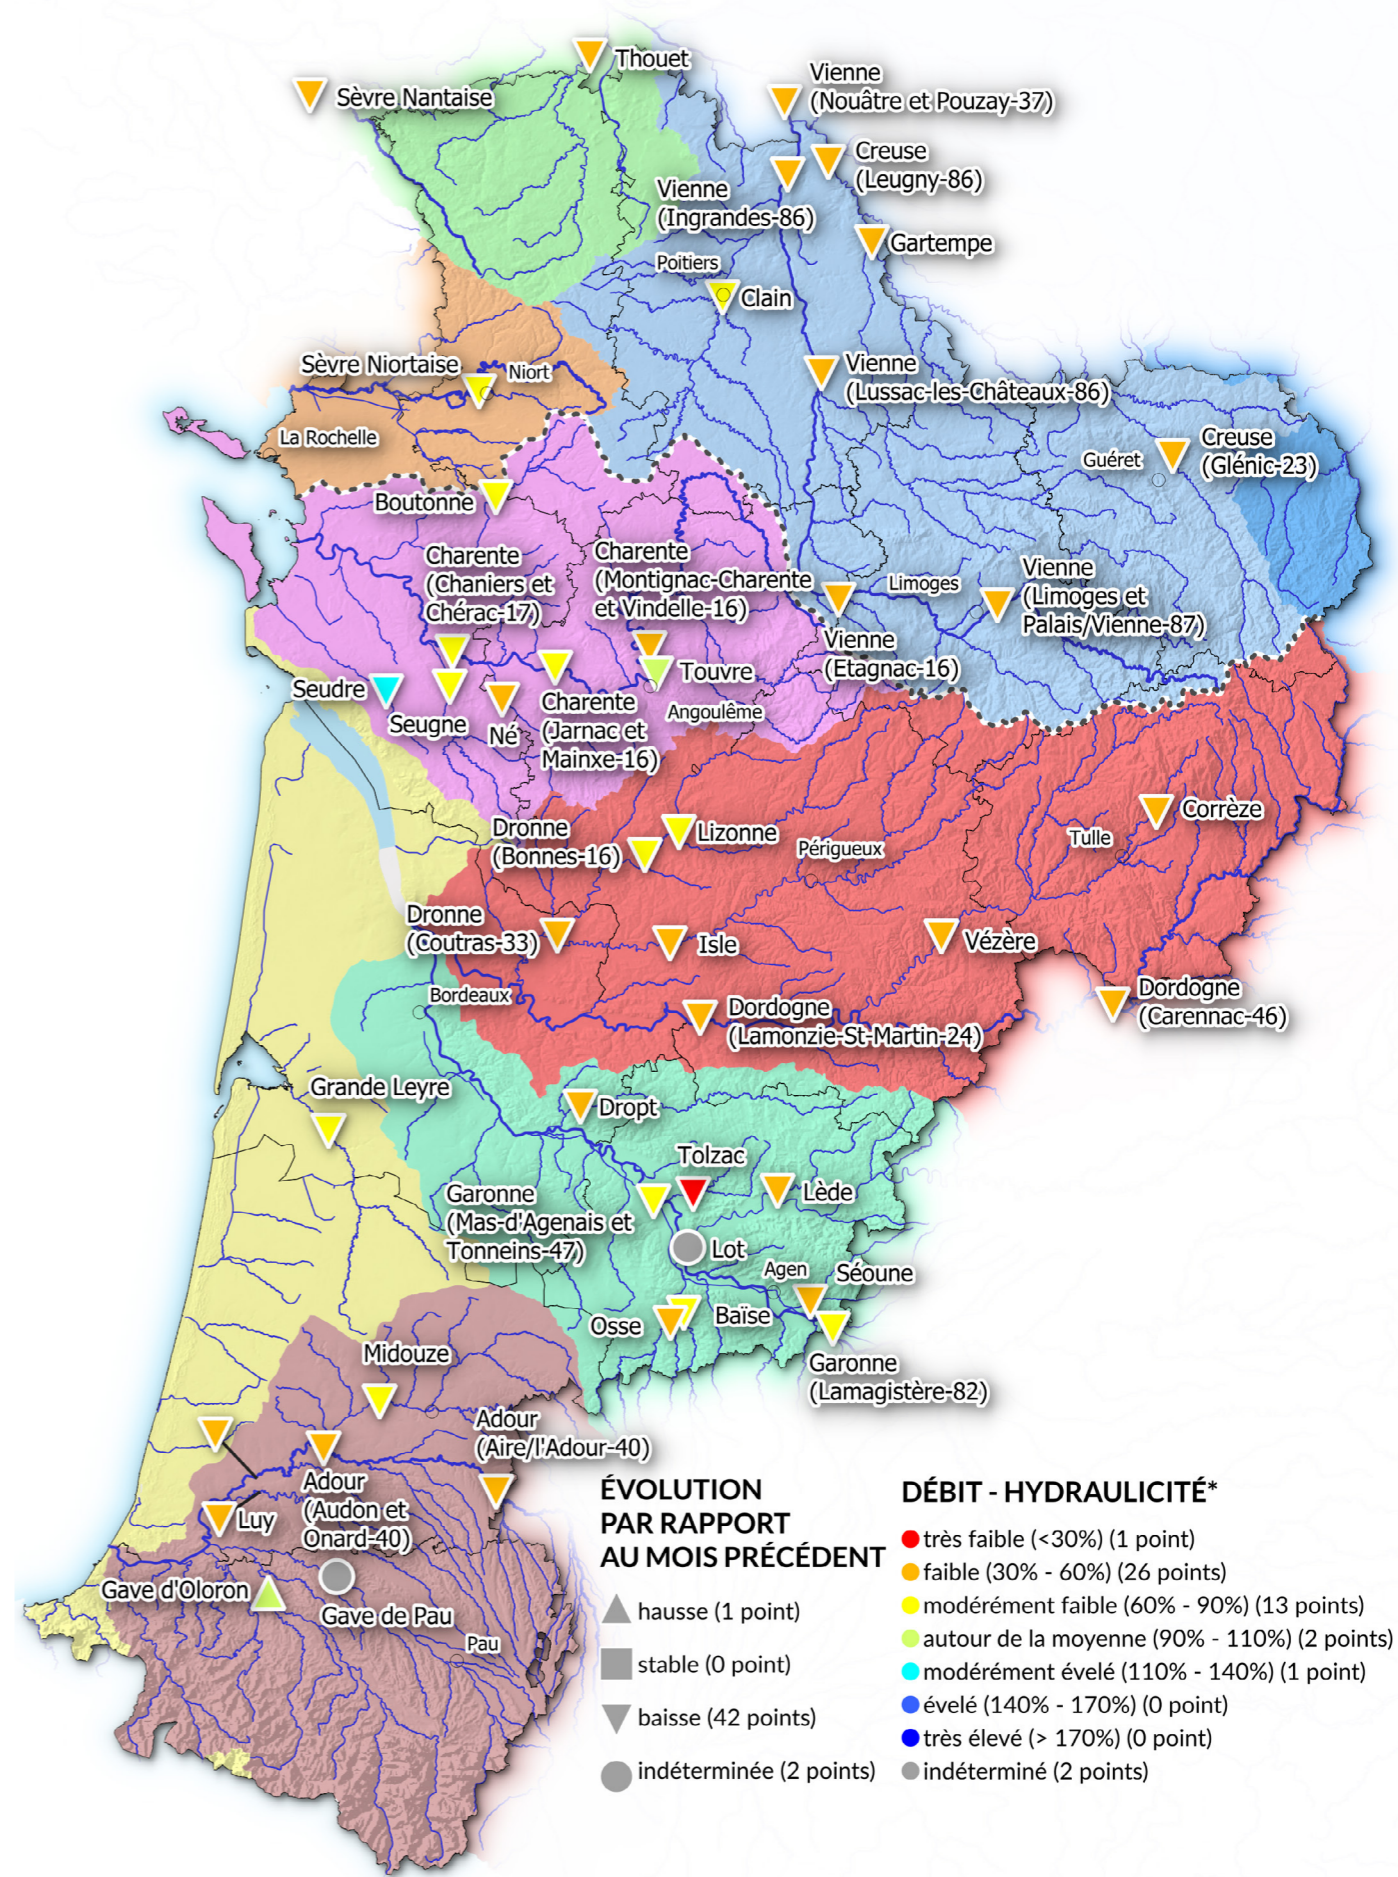 Thouet
Sèvre Nantaise
Vienne
(Nouâtre et Pouzay-37)
Creuse
(Leugny-86)
Vienne
(Ingrandes-86)
Gartempe
Poitiers
Clain
Sèvre Niortaise
Niort
Vienne
(Lussac-les-Châteaux-86)
La Rochelle
Creuse
(Glénic-23)
Guéret
Boutonne
Charente
(Chaniers et
Chérac-17)
Charente
(Montignac-Charente
et Vindelle-16)
Limoges
Vienne
(Limoges et
Palais/Vienne-87)
Vienne
(Etagnac-16)
Touvre
Seudre
Seugne
Né
Charente
(Jarnac et
Mainxe-16)
Angoulême
Corrèze
Tulle
Dronne
(Bonnes-16)
Lizonne
Périgueux
Dronne
(Coutras-33)
Isle
Vézère
Bordeaux
Dordogne
(Lamonzie-St-Martin-24)
Dordogne
(Carennac-46)
Grande Leyre
Dropt
Tolzac
Lède
Garonne
(Mas-d'Agenais et
Tonneins-47)
Lot
Agen
Séoune
Osse
Baïse
Garonne
(Lamagistère-82)
Midouze
Adour
(Aire/l'Adour-40)
Adour
(Audon et
Onard-40)
Luy
Gave d'Oloron
Gave de Pau
Pau
ÉVOLUTION
PAR RAPPORT
AU MOIS PRÉCÉDENT
hausse (1 point)
stable (0 point)
baisse (42 points)
indéterminée (2 points)
DÉBIT - HYDRAULICITÉ*
très faible (<30%) (1 point)
faible (30% - 60%) (26 points)
modérément faible (60% - 90%) (13 points)
autour de la moyenne (90% - 110%) (2 points)
modérément évelé (110% - 140%) (1 point)
évelé (140% - 170%) (0 point)
très élevé (> 170%) (0 point)
indéterminé (2 points)